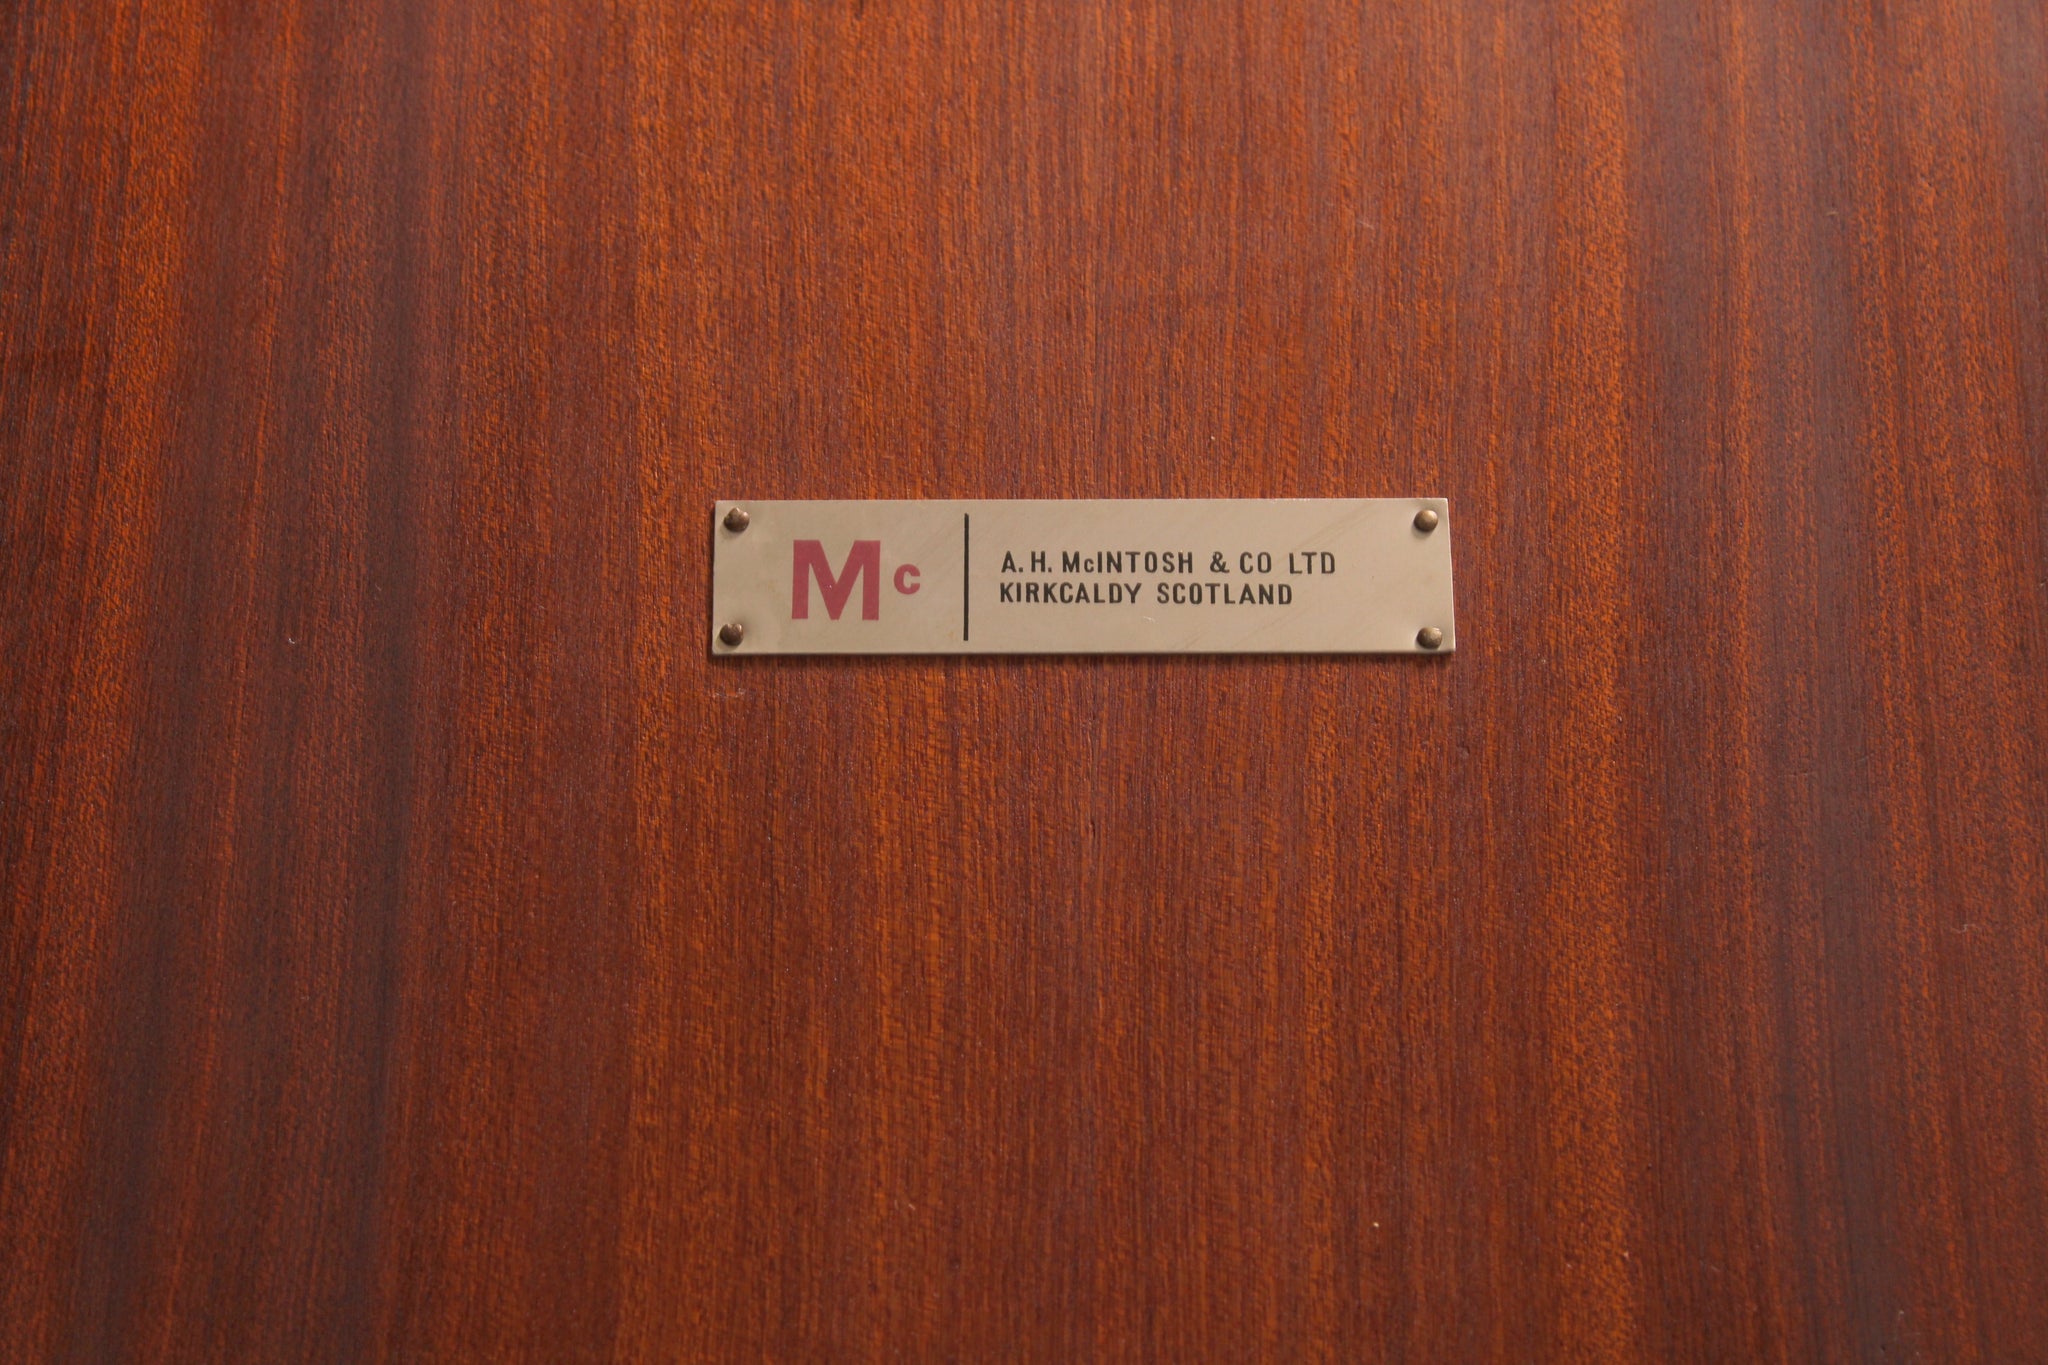 Mc
A. H. McINTOSH & CO LTD
KIRKCALDY SCOTLAND